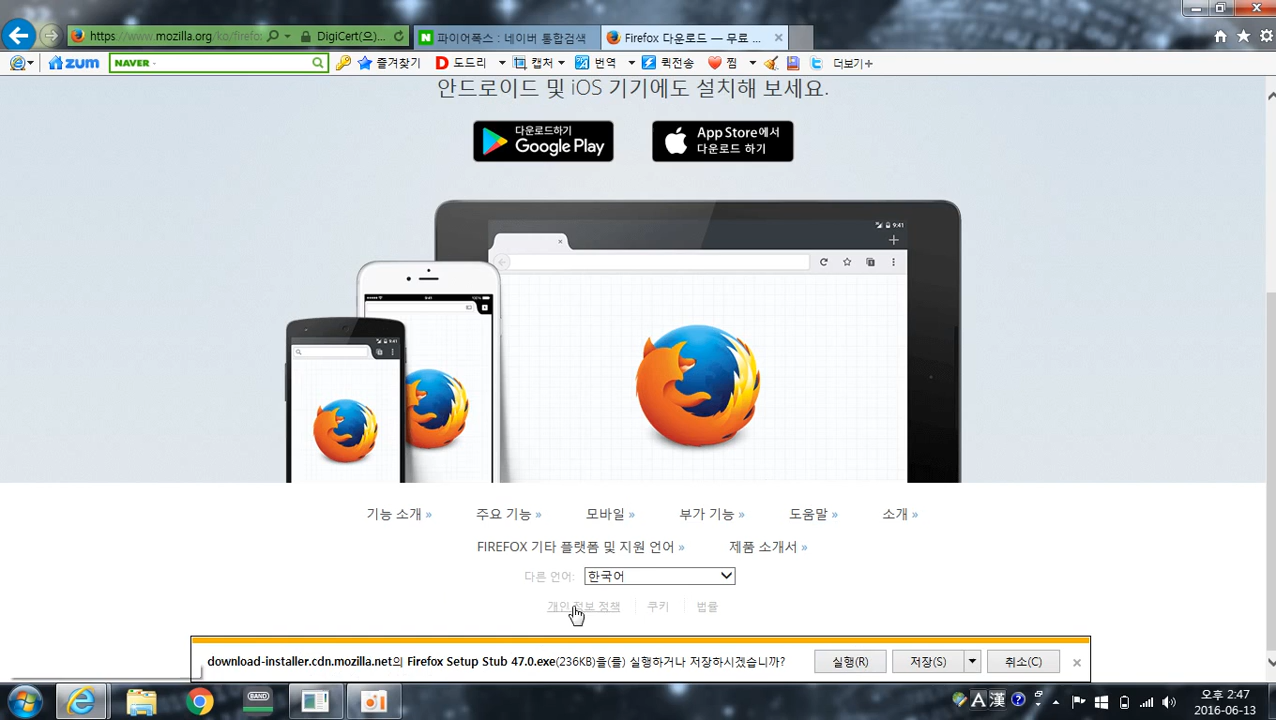 https://www.mozilla.org/ko/firefo
DigiCert(으)...
파이어폭스 : 네이버 통합검색
Firefox 다운로드 — 무료 ...
zum
NAVER
즐겨찾기
도드리
캡처
번역
퀵전송
찜
더보기+
안드로이드 및 iOS 기기에도 설치해 보세요.
다운로드하기
Google Play
App Store에서
다운로드 하기
9:41
9:41
9:41
기능 소개 »
주요 기능 »
모바일 »
부가 기능 »
도움말 »
소개 »
FIREFOX 기타 플랫폼 및 지원 언어 »
제품 소개서 »
다른 언어:
한국어
개인 정보 정책
쿠키
법률
download-installer.cdn.mozilla.net의 Firefox Setup Stub 47.0.exe(236KB)을(를) 실행하거나 저장하시겠습니까?
실행(R)
저장(S)
취소(C)
BAND
A 漢
오후 2:47
2016-06-13